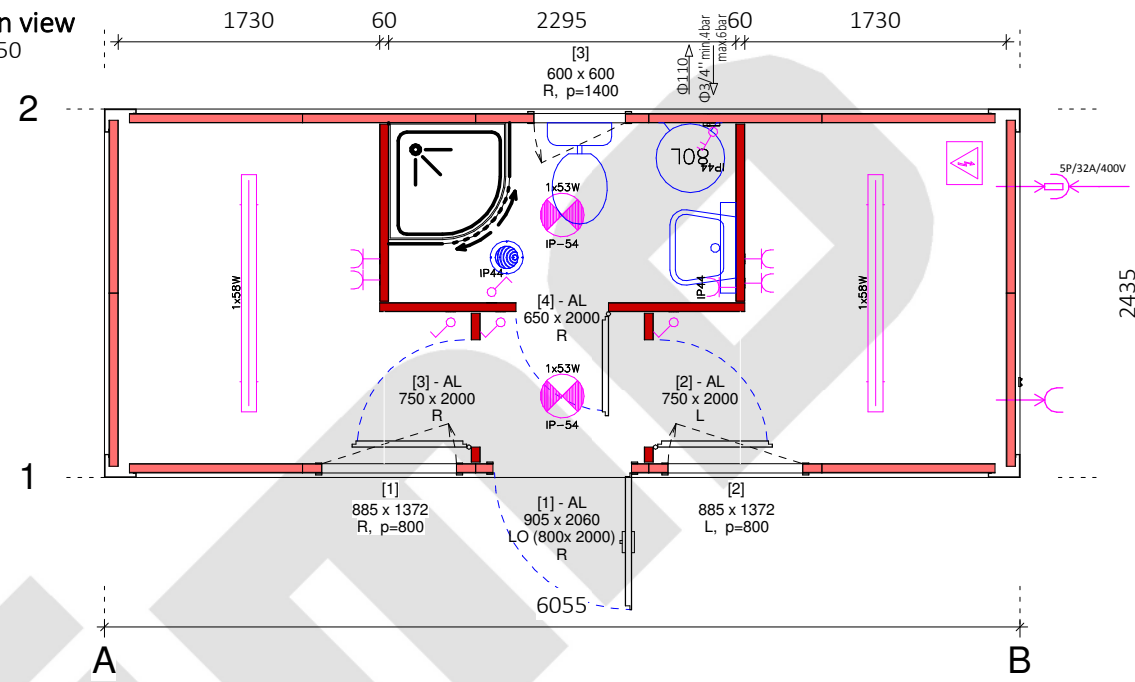 n view
50
1730
60
2295
60
1730
[3]
600 x 600
R, p=1400
Φ110
Φ3/4'' min.4bar
max.6bar
2
80L
IP44
5P/32A/400V
1x53W
IP-54
IP44
IP44
1x58W
1x58W
2435
[4] - AL
650 x 2000
R
1x53W
IP-54
[3] - AL
750 x 2000
R
[2] - AL
750 x 2000
L
1
[1]
885 x 1372
R, p=800
[1] - AL
905 x 2060
LO (800x 2000)
R
[2]
885 x 1372
L, p=800
6055
A
B